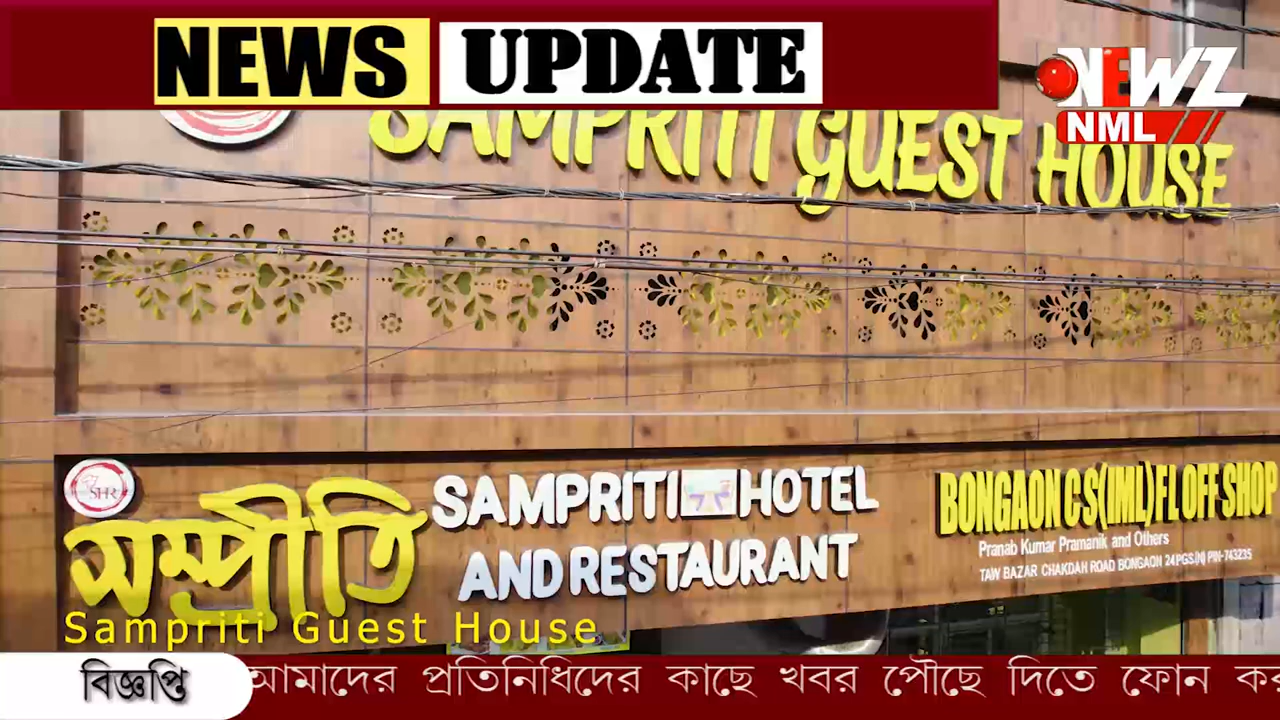 NEWS UPDATE
NEWZ
NML
SAMPRITI GUEST HOUSE
SHR
সম্প্রীতি
SAMPRITI HOTEL
AND RESTAURANT
BONGAON C S (IML) FL OFF SHOP
Pranab Kumar Pramanik and Others
TAW BAZAR CHAKDAH ROAD BONGAON 24 PGS.(N) PIN-743235
Sampriti Guest House
বিজ্ঞপ্তি
আমাদের প্রতিনিধিদের কাছে খবর পৌছে দিতে ফোন কর